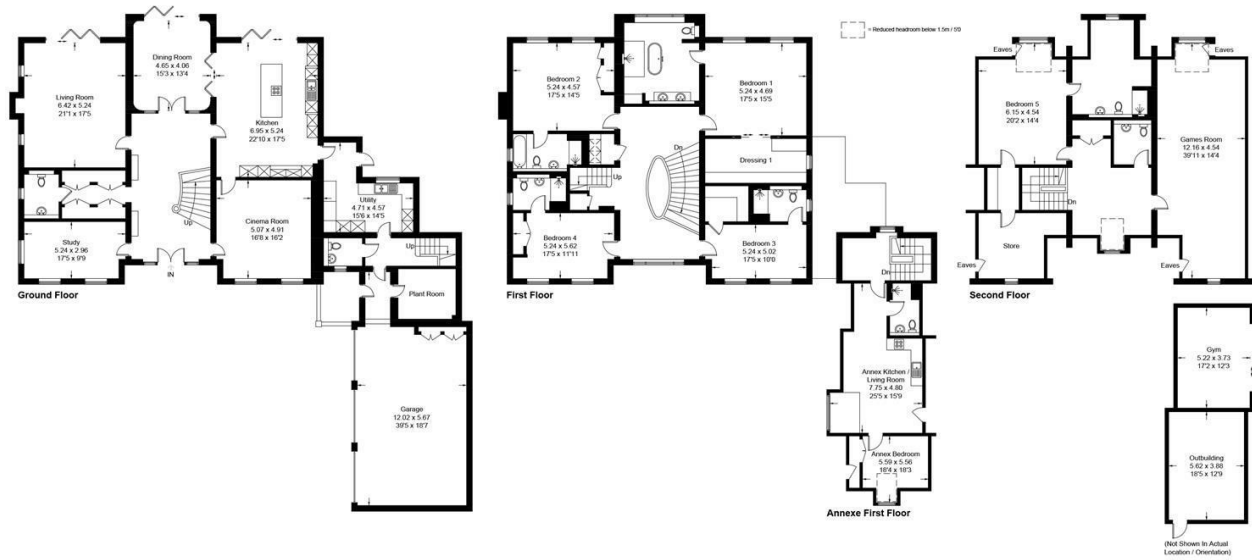 Dining Room
4.65 x 4.06
15'3 x 13'4
Living Room
6.42 x 5.24
21'1 x 17'5
Kitchen
6.95 x 5.24
22'10 x 17'5
Utility
4.71 x 4.57
15'6 x 14'5
Cinema Room
5.07 x 4.91
16'8 x 16'2
Study
5.24 x 2.96
17'5 x 9'9
Up
IN
Up
Plant Room
Garage
12.02 x 5.67
39'5 x 18'7
Ground Floor
Bedroom 2
5.24 x 4.57
17'5 x 14'5
Bedroom 1
5.24 x 4.69
17'5 x 15'5
Dressing 1
Dn
Up
Bedroom 4
5.24 x 5.62
17'5 x 11'11
Bedroom 3
5.24 x 5.02
17'5 x 10'0
First Floor
Dn
Annex Kitchen /
Living Room
7.75 x 4.80
25'5 x 15'9
Annex Bedroom
5.59 x 5.56
18'4 x 18'3
Annexe First Floor
= Reduced headroom below 1.5m / 5'0
Eaves
Eaves
Bedroom 5
6.15 x 4.54
20'2 x 14'4
Games Room
12.16 x 4.54
39'11 x 14'4
Dn
Store
Eaves
Eaves
Second Floor
Gym
5.22 x 3.73
17'2 x 12'3
Outbuilding
5.62 x 3.88
18'5 x 12'9
(Not Shown In Actual
Location / Orientation)